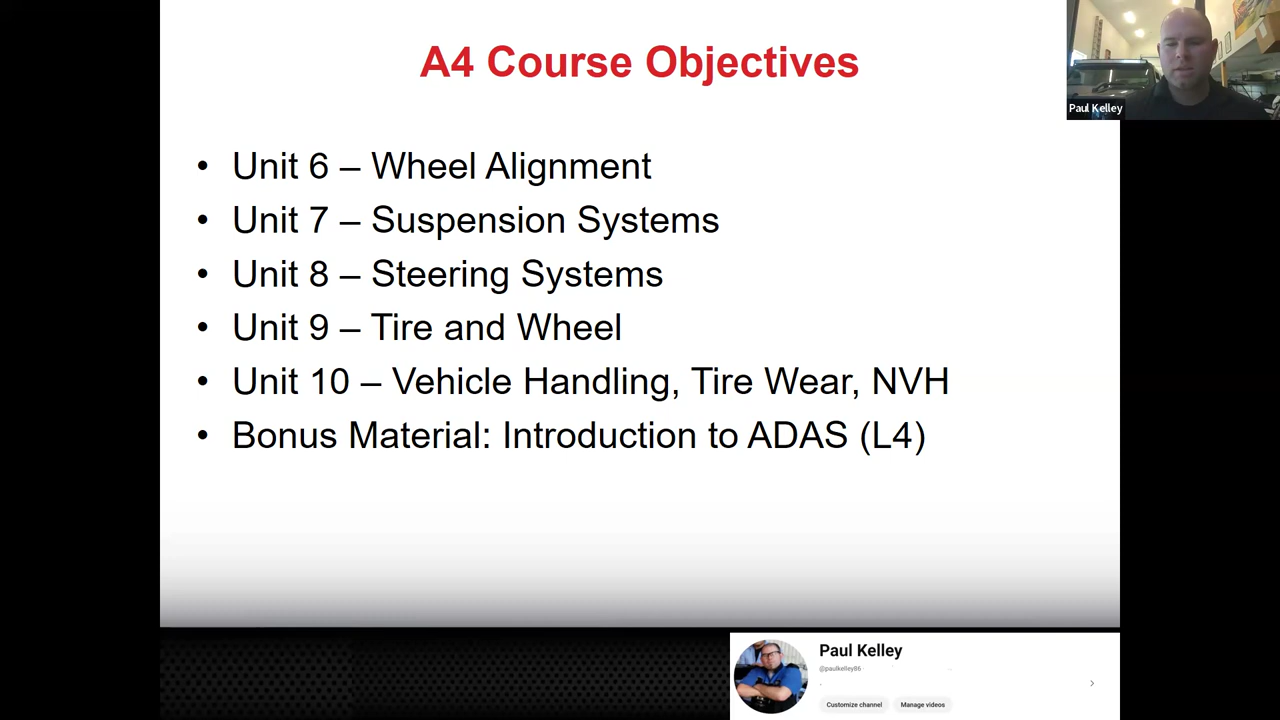 A4 Course Objectives
Paul Kelley
• Unit 6 – Wheel Alignment
• Unit 7 – Suspension Systems
• Unit 8 – Steering Systems
• Unit 9 – Tire and Wheel
• Unit 10 – Vehicle Handling, Tire Wear, NVH
• Bonus Material: Introduction to ADAS (L4)
Paul Kelley
@paulkelley86
Customize channel Manage videos